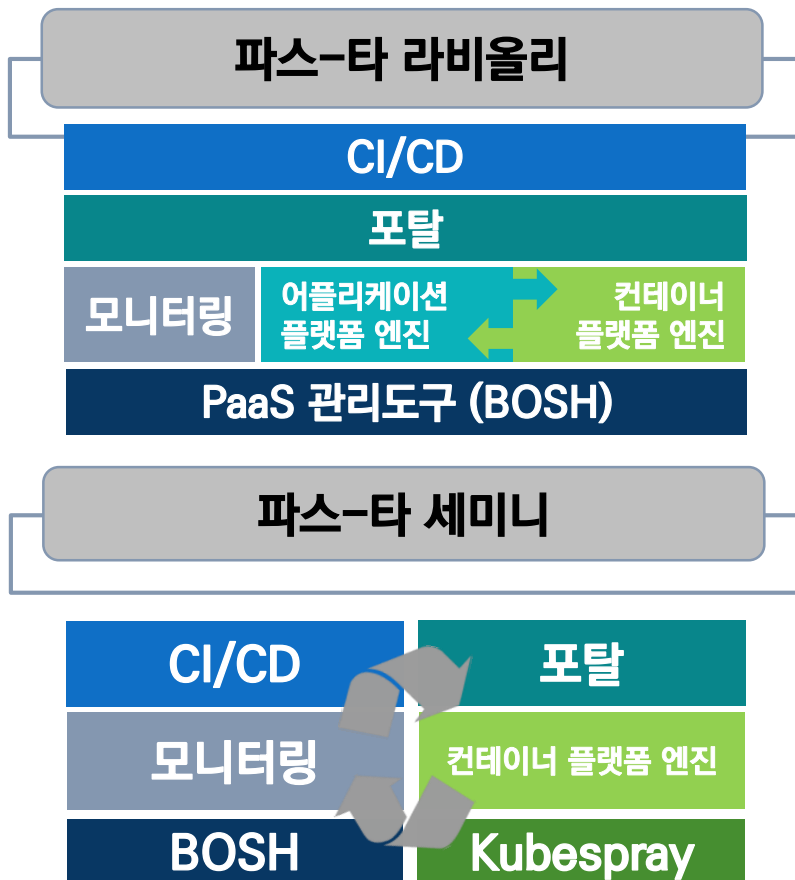 파스-타 라비올리
CI/CD
포탈
모니터링
어플리케이션
플랫폼 엔진
컨테이너
플랫폼 엔진
PaaS 관리도구 (BOSH)
파스-타 세미니
CI/CD
포탈
모니터링
컨테이너 플랫폼 엔진
BOSH
Kubespray